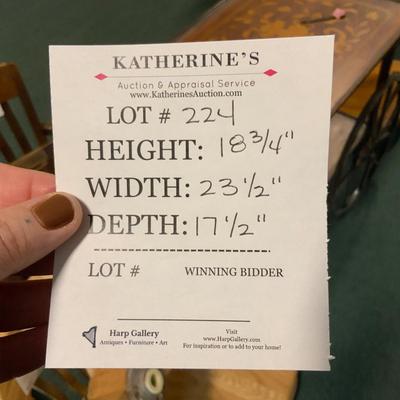 KATHERINE'S
Auction & Appraisal Service
www.KatherinesAuction.com
LOT # 224
HEIGHT: 18 3/4"
WIDTH: 23 1/2"
DEPTH: 17 1/2"
LOT # WINNING BIDDER
Harp Gallery
Antiques • Furniture • Art
Visit
www.HarpGallery.com
For inspiration or to add to your home!